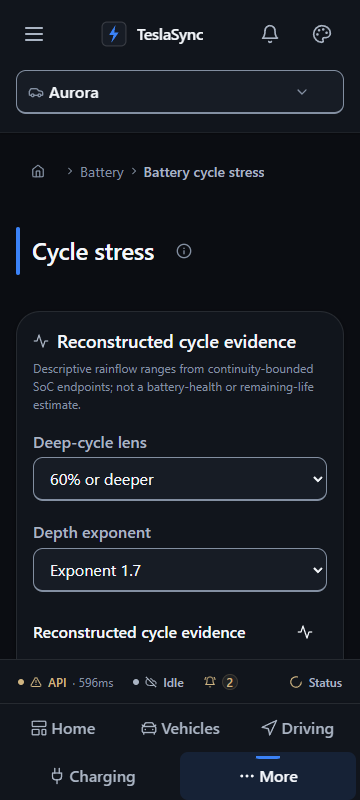 TeslaSync
Aurora
Battery Battery cycle stress
Cycle stress
Reconstructed cycle evidence
Descriptive rainflow ranges from continuity-bounded
SoC endpoints; not a battery-health or remaining-life
estimate.
Deep-cycle lens
60% or deeper
Depth exponent
Exponent 1.7
Reconstructed cycle evidence
API · 596ms Idle 2 Status
Home Vehicles Driving
Charging More